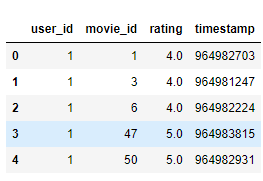 user_id movie_id rating timestamp
0 1 1 4.0 964982703
1 1 3 4.0 964981247
2 1 6 4.0 964982224
3 1 47 5.0 964983815
4 1 50 5.0 964982931